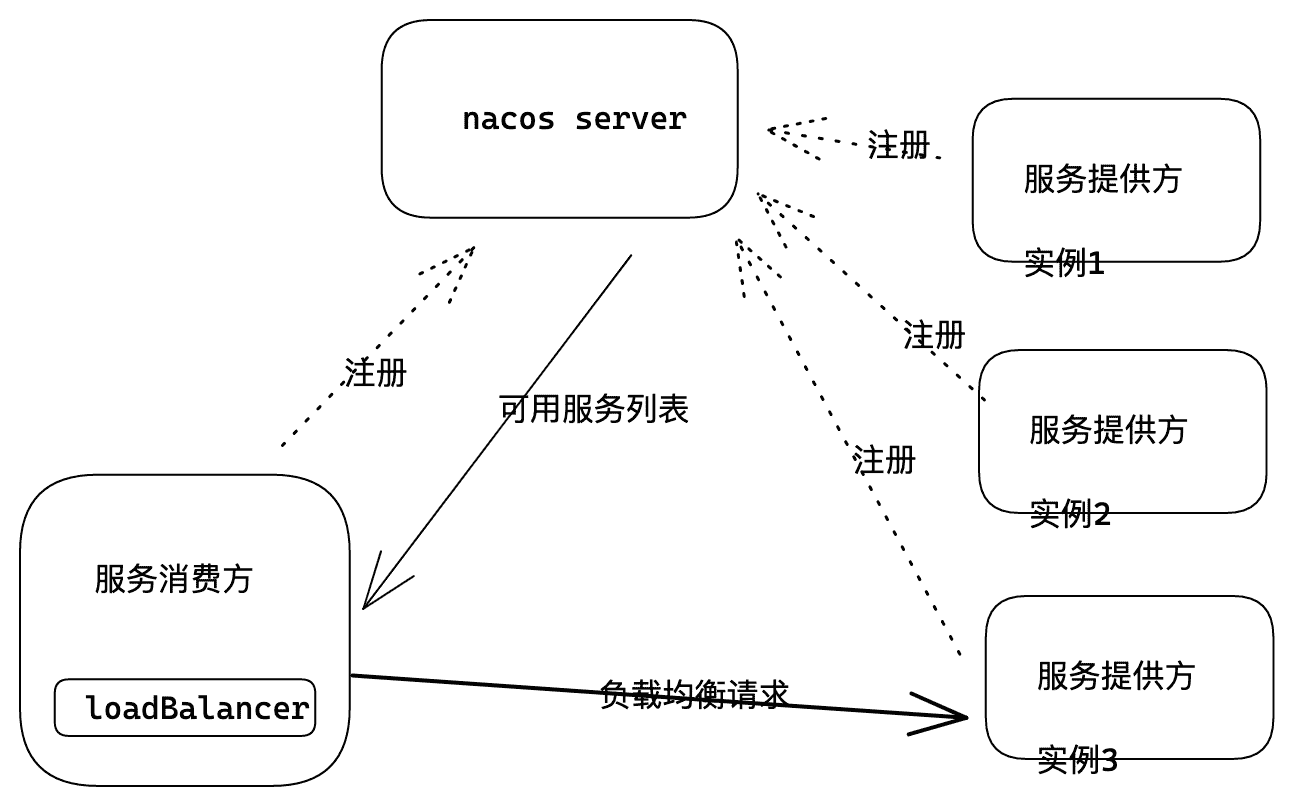 nacos server
注册
服务提供方
实例1
注册
注册
可用服务列表
服务提供方
实例2
注册
服务消费方
loadBalancer
负载均衡请求
服务提供方
实例3